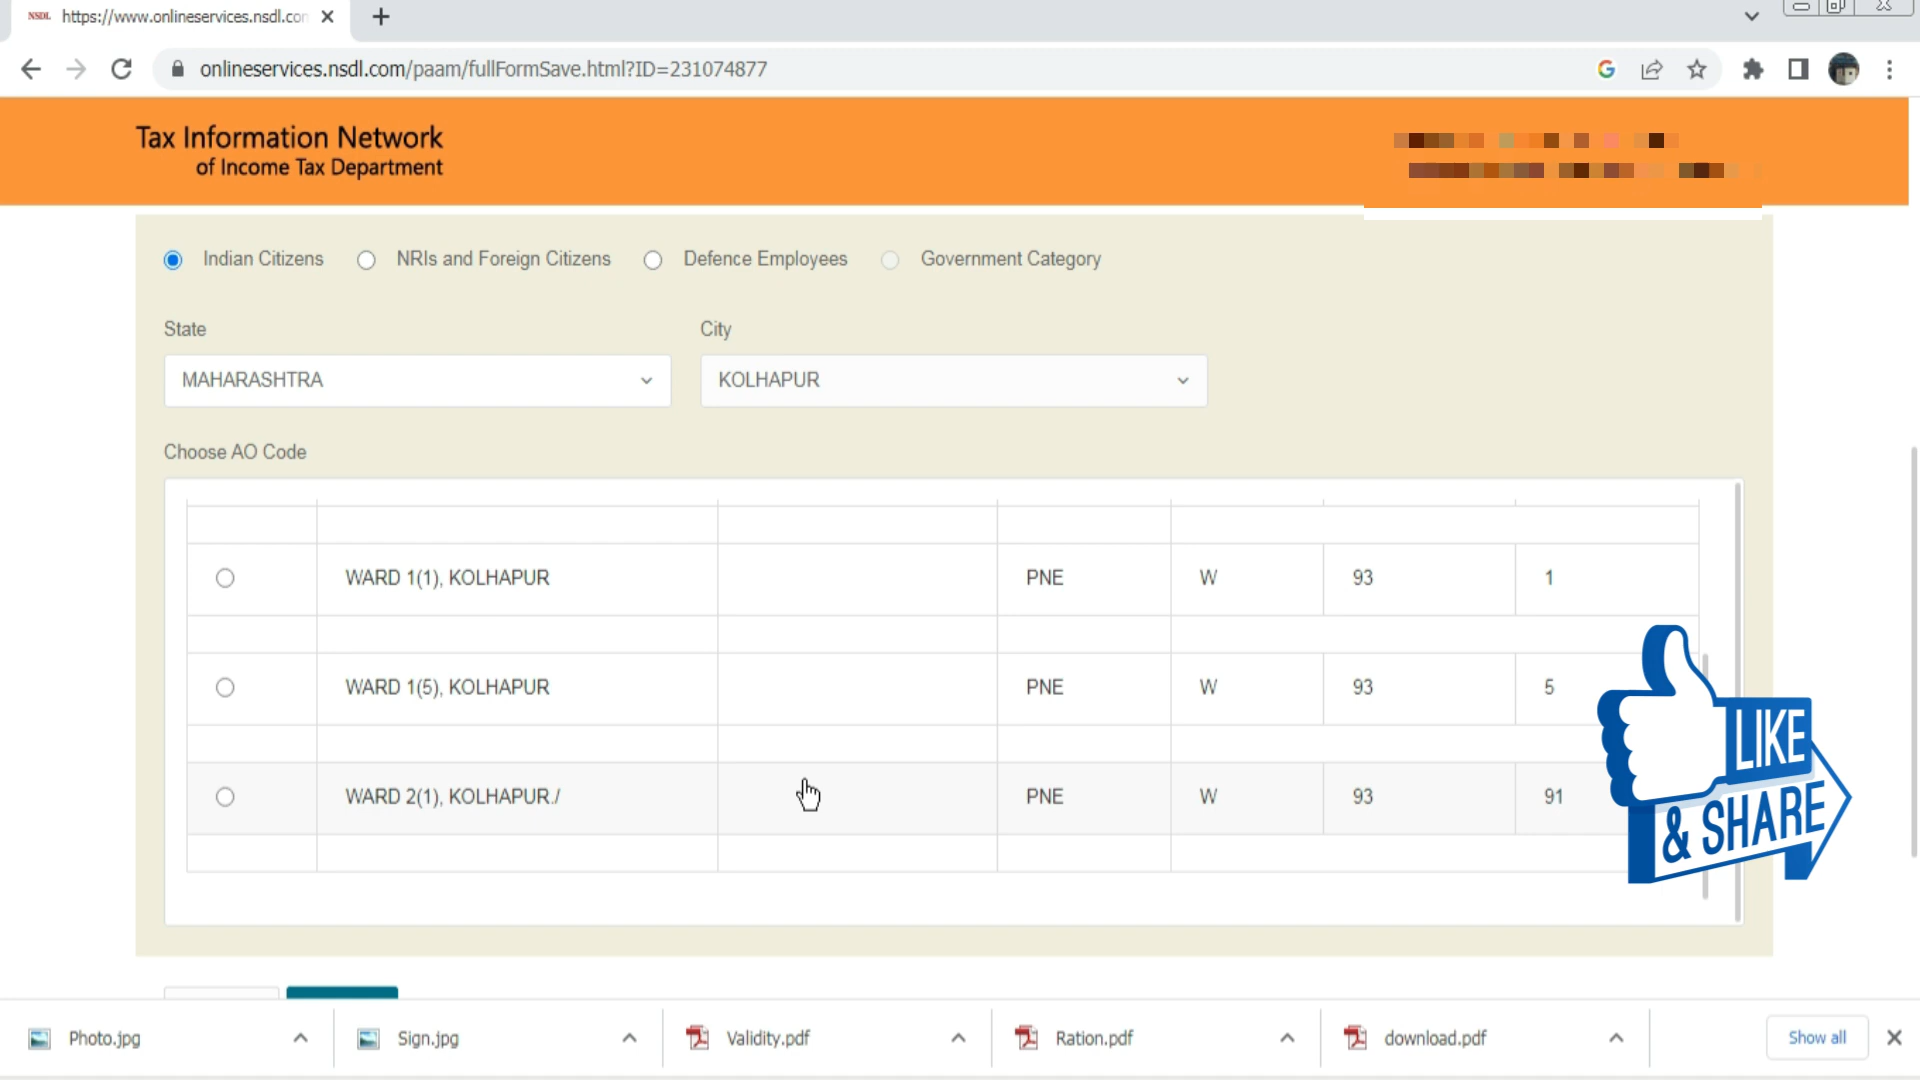 NSDL https://www.onlineservices.nsdl.con
onlineservices.nsdl.com/paam/fullFormSave.html?ID=231074877
Tax Information Network
of Income Tax Department
Indian Citizens NRIs and Foreign Citizens Defence Employees Government Category
State City
MAHARASHTRA KOLHAPUR
Choose AO Code
WARD 1(1), KOLHAPUR PNE W 93 1
WARD 1(5), KOLHAPUR PNE W 93 5
WARD 2(1), KOLHAPUR./ PNE W 93 91
LIKE
& SHARE
Photo.jpg Sign.jpg Validity.pdf Ration.pdf download.pdf Show all